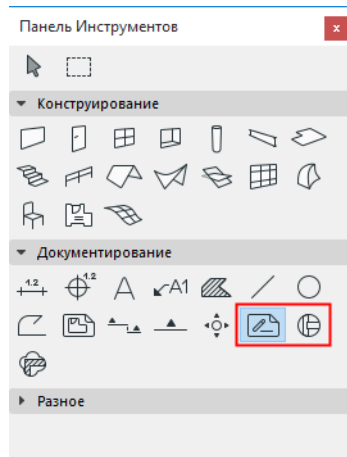 Панель Инструментов
x
Конструирование
Документирование
1.2
1.2
A
A1
Разное